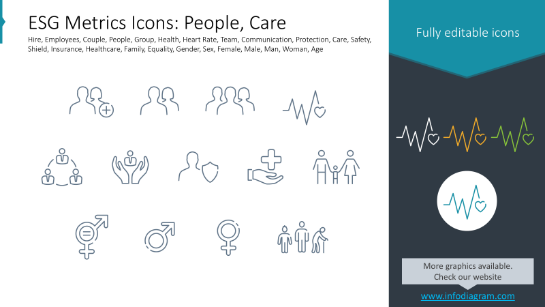 ESG Metrics Icons: People, Care
Hire, Employees, Couple, People, Group, Health, Heart Rate, Team, Communication, Protection, Care, Safety,
Shield, Insurance, Healthcare, Family, Equality, Gender, Sex, Female, Male, Man, Woman, Age
Fully editable icons
More graphics available.
Check our website
www.infodiagram.com